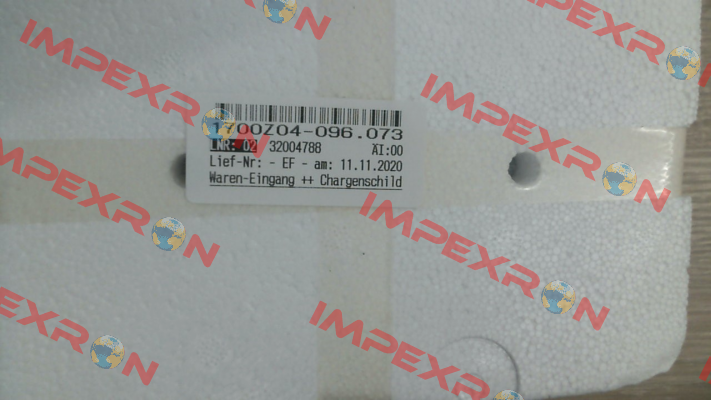 1700Z04-096.073
LNR: 02 32004788 ÄI:00
Lief-Nr: - EF - am: 11.11.2020
Waren-Eingang ++ Chargenschild
IMPEXRON
IMPEXRON
IMPEXRON
IMPEXRON
IMPEXRON
IMPEXRON
IMPEXRON
IMPEXRON